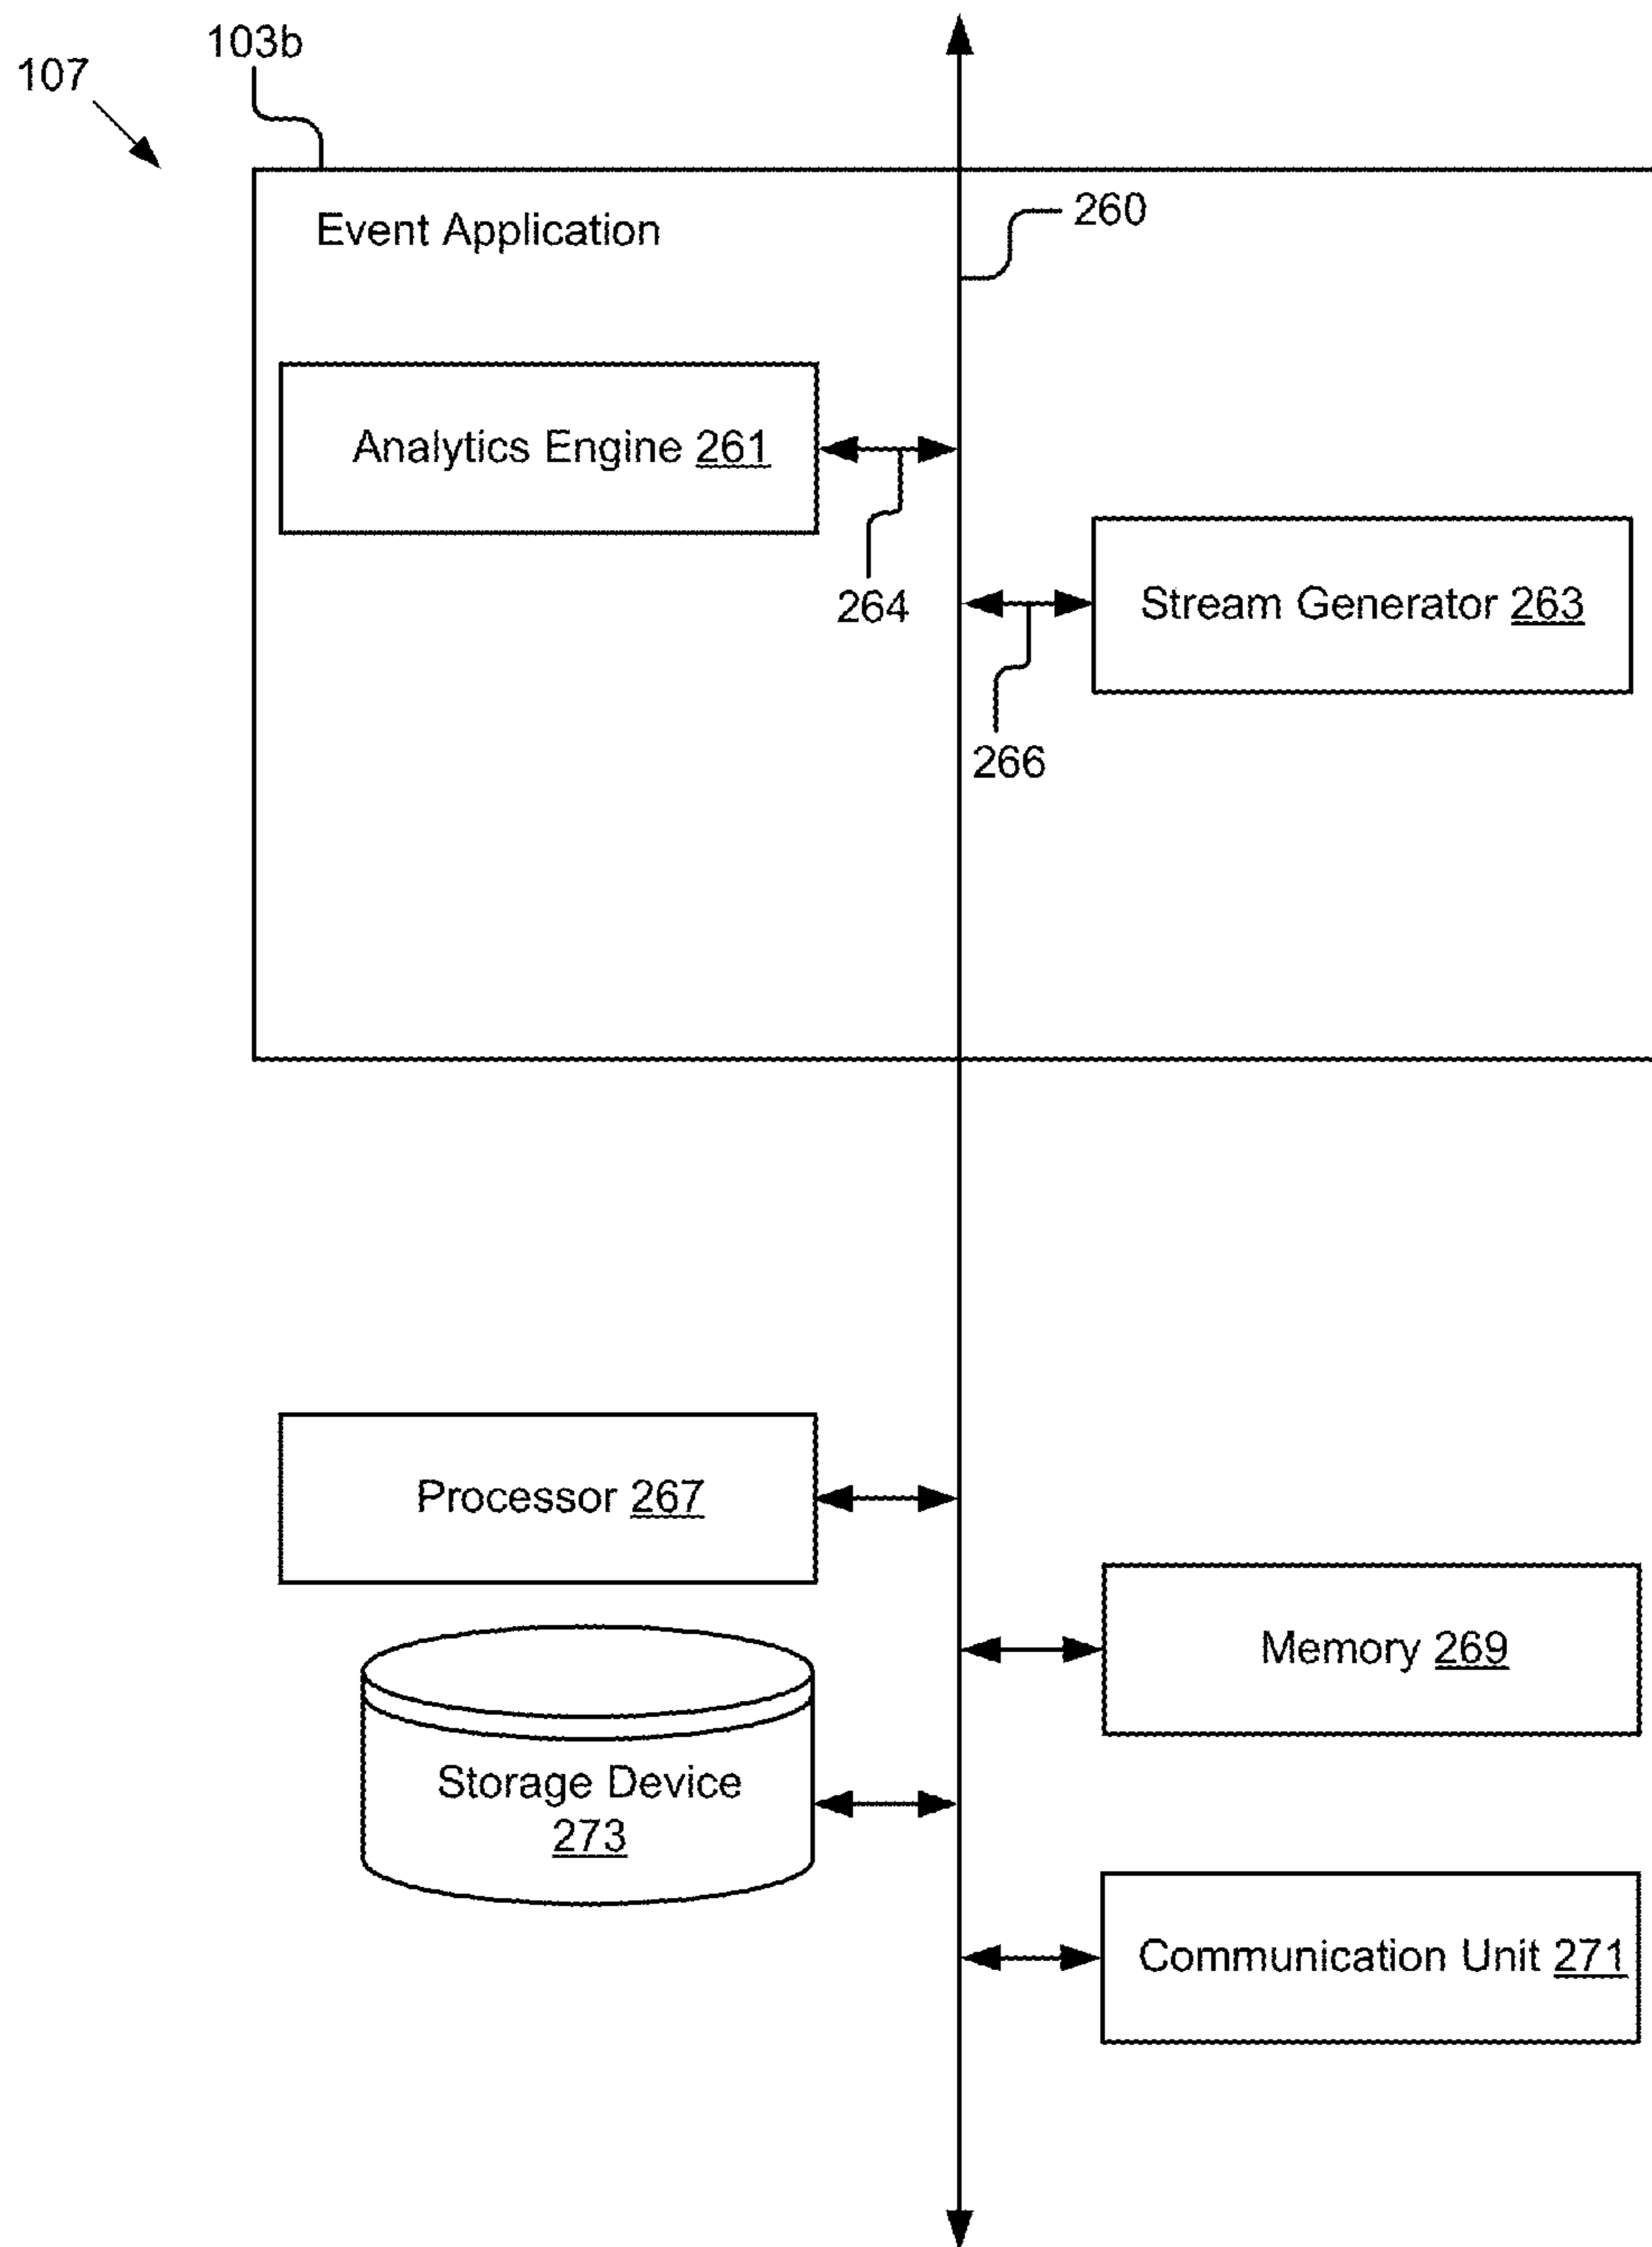 103b
107
260
Event Application
Analytics Engine 261
264
Stream Generator 263
266
Processor 267
Memory 269
Storage Device
273
Communication Unit 271